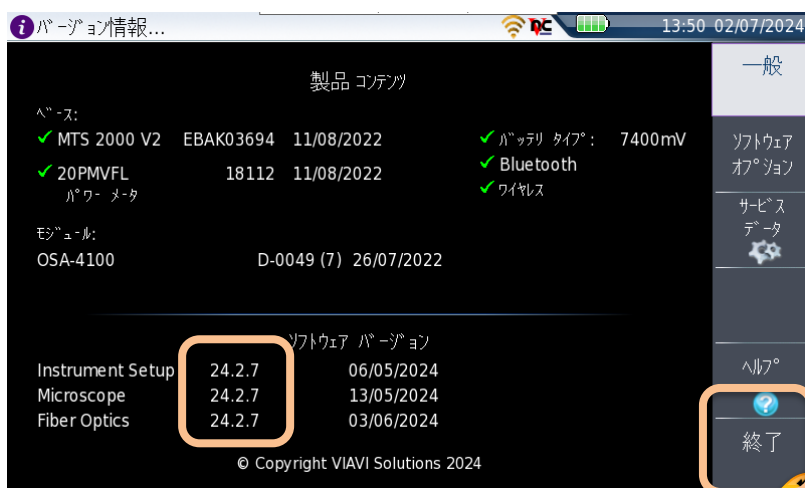 バージョン情報...
13:50 02/07/2024
製品 コンテンツ
ベース:
MTS 2000 V2 EBAK03694 11/08/2022
20PMVFL 18112 11/08/2022
パワー メータ
バッテリ タイプ: 7400mV
Bluetooth
ワイヤレス
モジュール:
OSA-4100 D-0049 (7) 26/07/2022
ソフトウェア バージョン
Instrument Setup 24.2.7 06/05/2024
Microscope 24.2.7 13/05/2024
Fiber Optics 24.2.7 03/06/2024
© Copyright VIAVI Solutions 2024
一般
ソフトウェア
オプション
サービス
データ
ヘルプ
?
終了